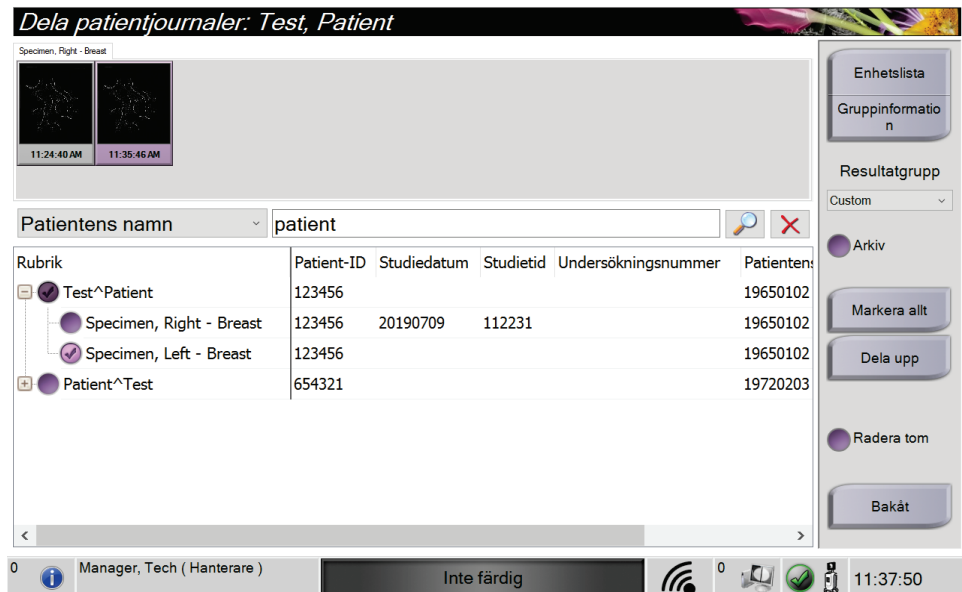 Dela patientjournaler: Test, Patient
Specimen, Right - Breast
11:24:40 AM 11:35:46 AM
Enhetslista
Gruppinformatio
n
Resultatgrupp
Custom
Arkiv
Markera allt
Dela upp
Radera tom
Bakåt
Patientens namn patient
Rubrik Patient-ID Studiedatum Studietid Undersökningsnummer Patientens
Test^Patient 123456 19650102
Specimen, Right - Breast 123456 20190709 112231 19650102
Specimen, Left - Breast 123456 19650102
Patient^Test 654321 19720203
0 Manager, Tech ( Hanterare ) Inte färdig 0 11:37:50